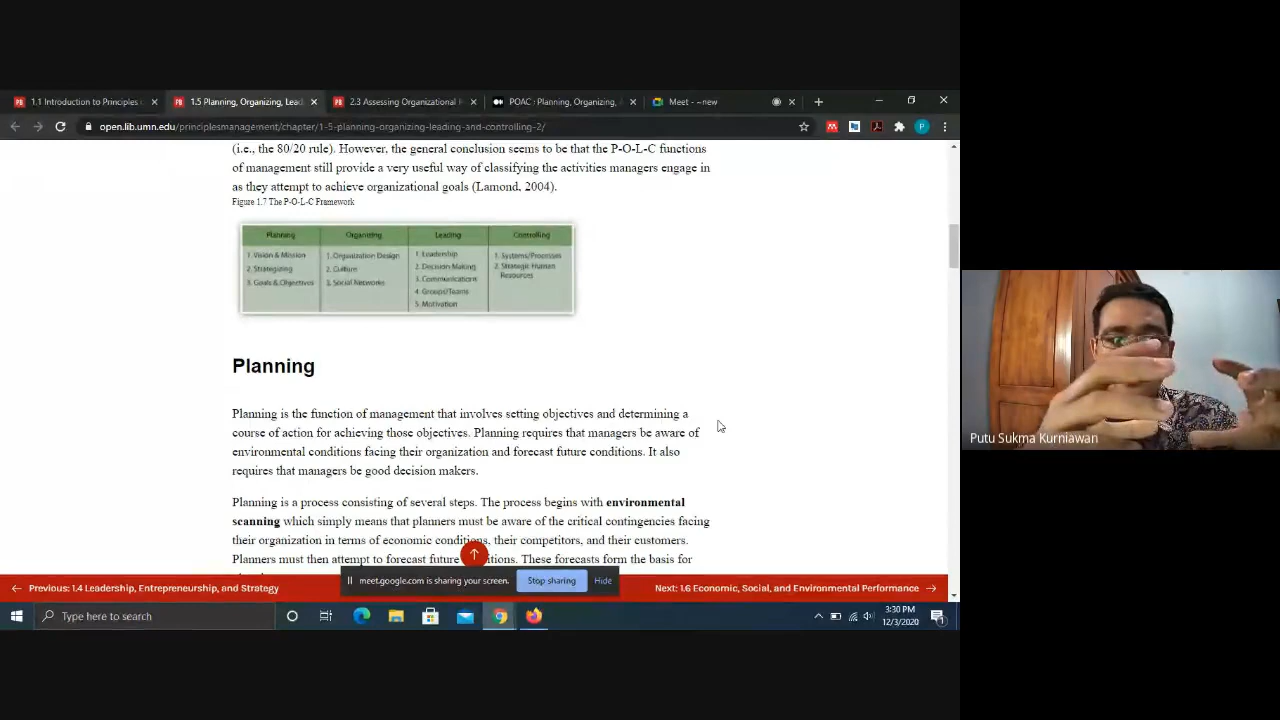 1.1 Introduction to Principles o
1.5 Planning, Organizing, Lead
2.3 Assessing Organizational
POAC : Planning, Organizing, A
Meet - ~new
open.lib.umn.edu/principlesmanagement/chapter/1-5-planning-organizing-leading-and-controlling-2/
P
(i.e., the 80/20 rule). However, the general conclusion seems to be that the P-O-L-C functions
of management still provide a very useful way of classifying the activities managers engage in
as they attempt to achieve organizational goals (Lamond, 2004).
Figure 1.7 The P-O-L-C Framework
Planning
1. Vision & Mission
2. Strategizing
3. Goals & Objectives
Organizing
1. Organization Design
2. Culture
3. Social Networks
Leading
1. Leadership
2. Decision Making
3. Communications
4. Groups/Teams
5. Motivation
Controlling
1. Systems/Processes
2. Strategic Human
Resources
Planning
Planning is the function of management that involves setting objectives and determining a
course of action for achieving those objectives. Planning requires that managers be aware of
environmental conditions facing their organization and forecast future conditions. It also
requires that managers be good decision makers.
Planning is a process consisting of several steps. The process begins with environmental
scanning which simply means that planners must be aware of the critical contingencies facing
their organization in terms of economic conditions, their competitors, and their customers.
Planners must then attempt to forecast future itions. These forecasts form the basis for
← Previous: 1.4 Leadership, Entrepreneurship, and Strategy
meet.google.com is sharing your screen.
Stop sharing
Hide
Next: 1.6 Economic, Social, and Environmental Performance →
Type here to search
3:30 PM
12/3/2020
1
Putu Sukma Kurniawan